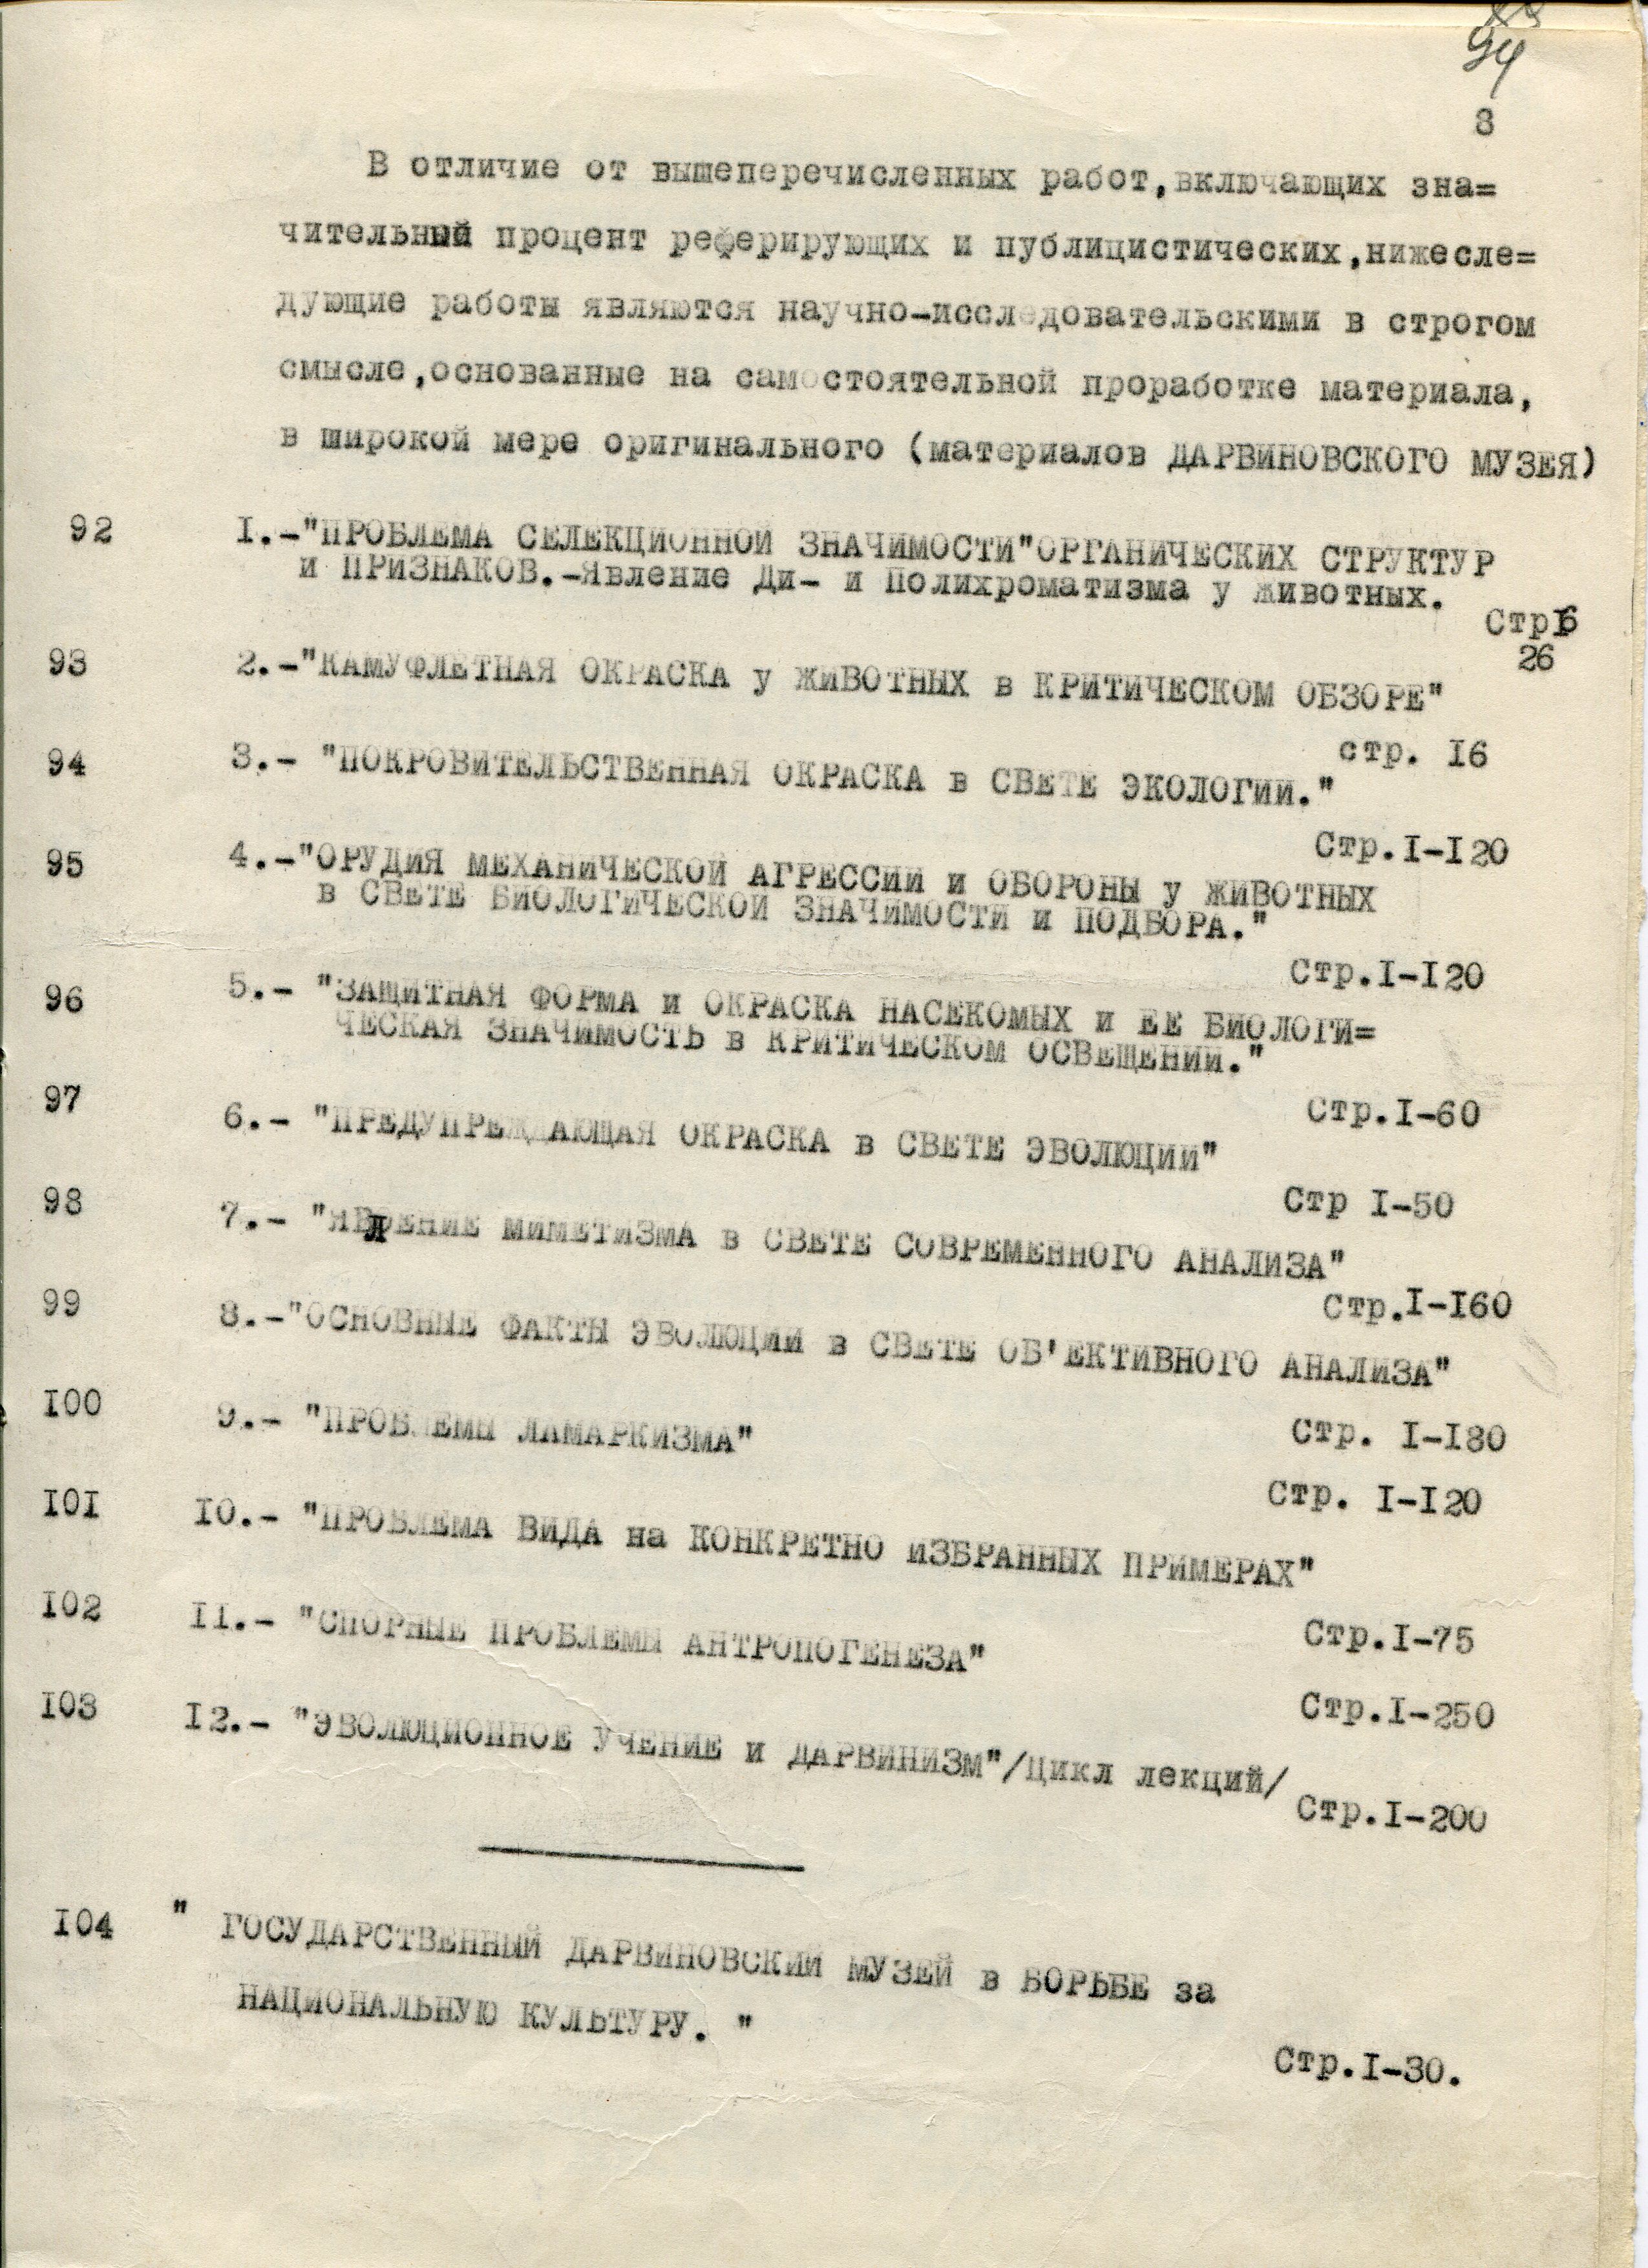 94
8
В отличие от вышеперечисленных работ,включающих зна=
чительный процент реферирующих и публицистических,нижесле=
дующие работы являются научно-исследовательскими в строгом
смысле,основанные на самостоятельной проработке материала,
в широкой мере оригинального (материалов ДАРВИНОВСКОГО МУЗЕЯ)
92 I.-"ПРОБЛЕМА СЕЛЕКЦИОННОЙ ЗНАЧИМОСТИ"ОРГАНИЧЕСКИХ СТРУКТУР
и ПРИЗНАКОВ.-Явление Ди- и Полихроматизма у животных.
Стр
26
93 2.-"КАМУФЛЕТНАЯ ОКРАСКА у ЖИВОТНЫХ в КРИТИЧЕСКОМ ОБЗОРЕ"
стр. I6
94 3.- "ПОКРОВИТЕЛЬСТВЕННАЯ ОКРАСКА в СВЕТЕ ЭКОЛОГИИ."
Стр.I-I20
95 4.-"ОРУДИЯ МЕХАНИЧЕСКОЙ АГРЕССИИ и ОБОРОНЫ у ЖИВОТНЫХ
в СВЕТЕ БИОЛОГИЧЕСКОЙ ЗНАЧИМОСТИ и ПОДБОРА."
Стр.I-I20
96 5.- "ЗАЩИТНАЯ ФОРМА и ОКРАСКА НАСЕКОМЫХ и ЕЕ БИОЛОГИ=
ЧЕСКАЯ ЗНАЧИМОСТЬ в КРИТИЧЕСКОМ ОСВЕЩЕНИИ."
Стр.I-60
97 6.- "ПРЕДУПРЕЖДАЮЩАЯ ОКРАСКА в СВЕТЕ ЭВОЛЮЦИИ"
Стр I-50
98 7.- "ЯВЛЕНИЕ МИМЕТИЗМА в СВЕТЕ СОВРЕМЕННОГО АНАЛИЗА"
Стр.I-I60
99 8.-"ОСНОВНЫЕ ФАКТЫ ЭВОЛЮЦИИ в СВЕТЕ ОБ'ЕКТИВНОГО АНАЛИЗА"
Стр. I-I80
I00 9.- "ПРОБЛЕМЫ ЛАМАРКИЗМА"
Стр. I-I20
I0I I0.- "ПРОБЛЕМА ВИДА на КОНКРЕТНО ИЗБРАННЫХ ПРИМЕРАХ"
Стр.I-75
I02 II.- "СПОРНЫЕ ПРОБЛЕМЫ АНТРОПОГЕНЕЗА"
Стр.I-250
I03 I2.- "ЭВОЛЮЦИОННОЕ УЧЕНИЕ и ДАРВИНИЗМ"/Цикл лекций/
Стр.I-200
I04 " ГОСУДАРСТВЕННЫЙ ДАРВИНОВСКИЙ МУЗЕЙ в БОРЬБЕ за
НАЦИОНАЛЬНУЮ КУЛЬТУРУ. "
Стр.I-30.